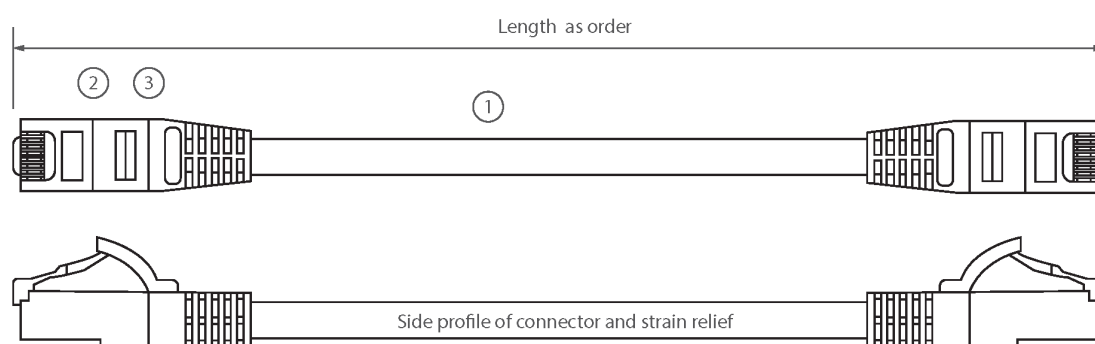 Length as order
2 3
1
Side profile of connector and strain relief